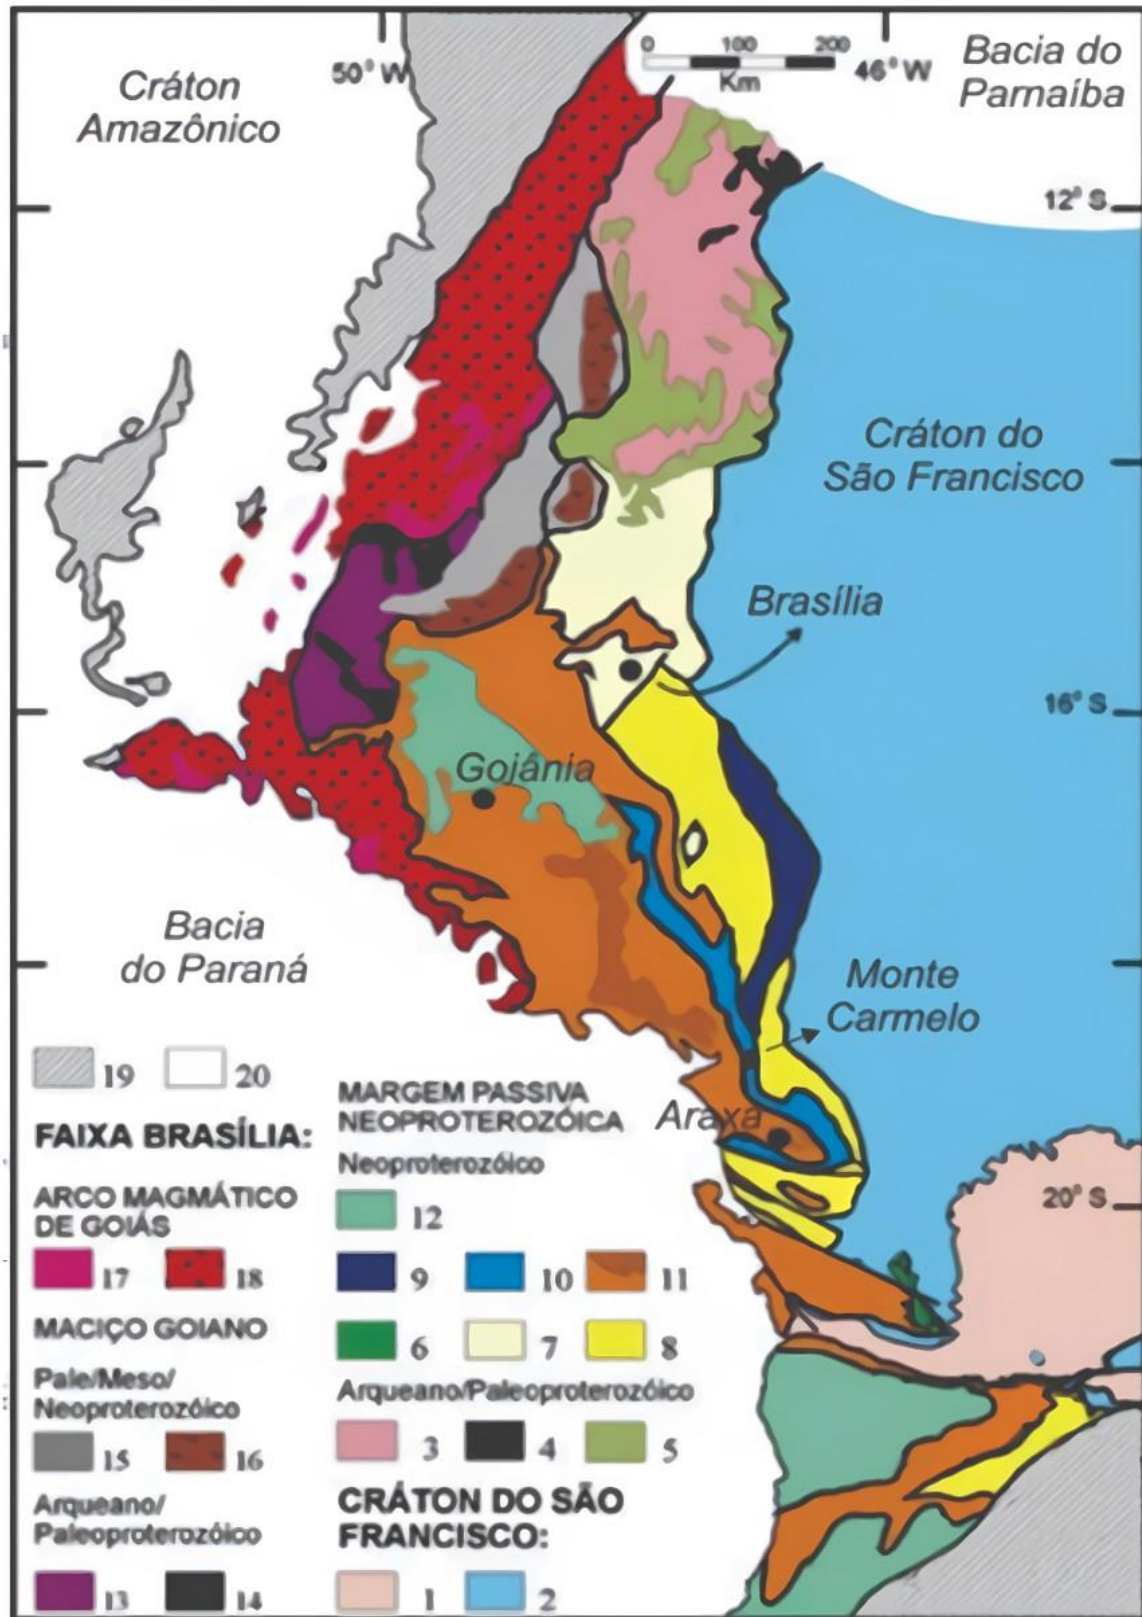 0 100 200
Km
50° W
46° W
Bacia do
Parnaíba
Cráton
Amazônico
12° S
Cráton do
São Francisco
Brasília
16° S
Goiánia
Bacia
do Paraná
Monte
Carmelo
Araxá
20° S
19 20
FAIXA BRASÍLIA:
ARCO MAGMÁTICO
DE GOIÁS
17 18
MACIÇO GOIANO
Pale/Meso/
Neoproterozóico
15 16
Arqueano/
Paleoproterozóico
13 14
MARGEM PASSIVA
NEOPROTEROZÓICA
Neoproterozóico
12
9 10 11
6 7 8
Arqueano/Paleoproterozóico
3 4 5
CRÁTON DO SÃO
FRANCISCO:
1 2